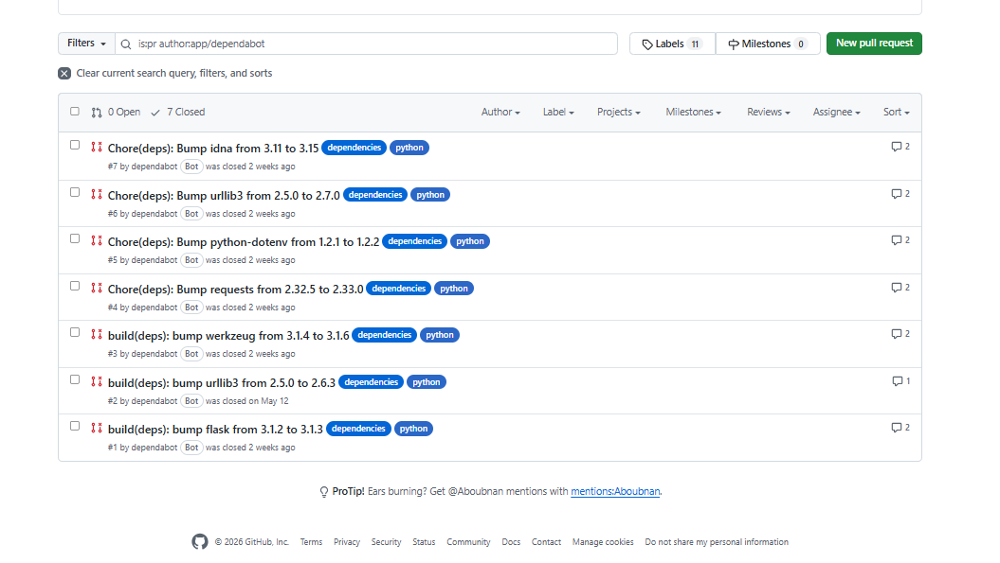 Filters is:pr author:app/dependabot Labels 11 Milestones 0 New pull request
Clear current search query, filters, and sorts
0 Open 7 Closed Author Label Projects Milestones Reviews Assignee Sort
Chore(deps): Bump idna from 3.11 to 3.15 dependencies python 2
#7 by dependabot Bot was closed 2 weeks ago
Chore(deps): Bump urllib3 from 2.5.0 to 2.7.0 dependencies python 2
#6 by dependabot Bot was closed 2 weeks ago
Chore(deps): Bump python-dotenv from 1.2.1 to 1.2.2 dependencies python 2
#5 by dependabot Bot was closed 2 weeks ago
Chore(deps): Bump requests from 2.32.5 to 2.33.0 dependencies python 2
#4 by dependabot Bot was closed 2 weeks ago
build(deps): bump werkzeug from 3.1.4 to 3.1.6 dependencies python 2
#3 by dependabot Bot was closed 2 weeks ago
build(deps): bump urllib3 from 2.5.0 to 2.6.3 dependencies python 1
#2 by dependabot Bot was closed on May 12
build(deps): bump flask from 3.1.2 to 3.1.3 dependencies python 2
#1 by dependabot Bot was closed 2 weeks ago
ProTip! Ears burning? Get @Aboubnan mentions with mentions:Aboubnan.
© 2026 GitHub, Inc. Terms Privacy Security Status Community Docs Contact Manage cookies Do not share my personal information